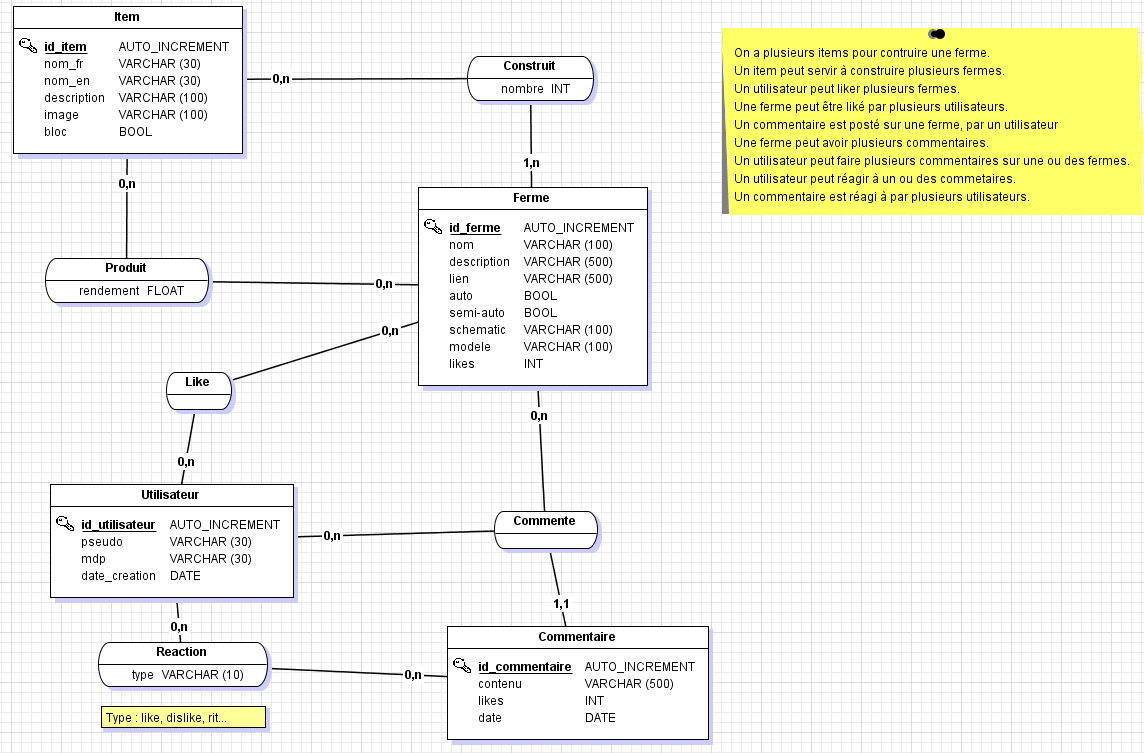 Item
id_item AUTO_INCREMENT
nom_fr VARCHAR (30)
nom_en VARCHAR (30)
description VARCHAR (100)
image VARCHAR (100)
bloc BOOL
0,n
Construit
nombre INT
1,n
On a plusieurs items pour contruire une ferme.
Un item peut servir à construire plusieurs fermes.
Un utilisateur peut liker plusieurs fermes.
Une ferme peut être liké par plusieurs utilisateurs.
Un commentaire est posté sur une ferme, par un utilisateur
Une ferme peut avoir plusieurs commentaires.
Un utilisateur peut faire plusieurs commentaires sur une ou des fermes.
Un utilisateur peut réagir à un ou des commetaires.
Un commentaire est réagi à par plusieurs utilisateurs.
0,n
Produit
rendement FLOAT
0,n
Ferme
id_ferme AUTO_INCREMENT
nom VARCHAR (100)
description VARCHAR (500)
lien VARCHAR (500)
auto BOOL
semi-auto BOOL
schematic VARCHAR (100)
modele VARCHAR (100)
likes INT
0,n
Like
0,n
0,n
Utilisateur
id_utilisateur AUTO_INCREMENT
pseudo VARCHAR (30)
mdp VARCHAR (30)
date_creation DATE
0,n
Commente
1,1
0,n
Reaction
type VARCHAR (10)
0,n
Type : like, dislike, rit...
Commentaire
id_commentaire AUTO_INCREMENT
contenu VARCHAR (500)
likes INT
date DATE